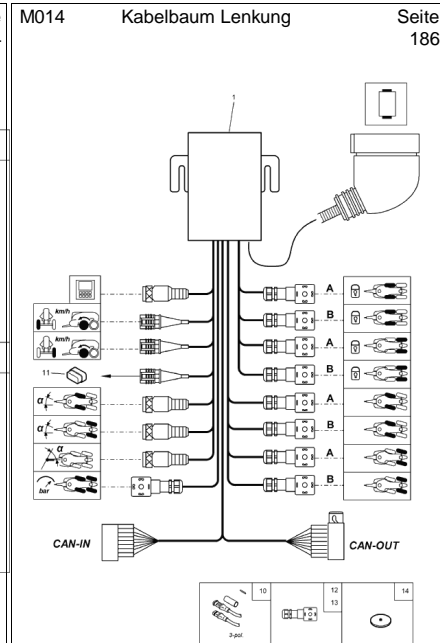 M014 Kabelbaum Lenkung Seite
186
1
km/h
km/h
11
α
α
α
bar
A
B
A
B
A
B
A
B
CAN-IN
CAN-OUT
10
3-pol.
12
13
14